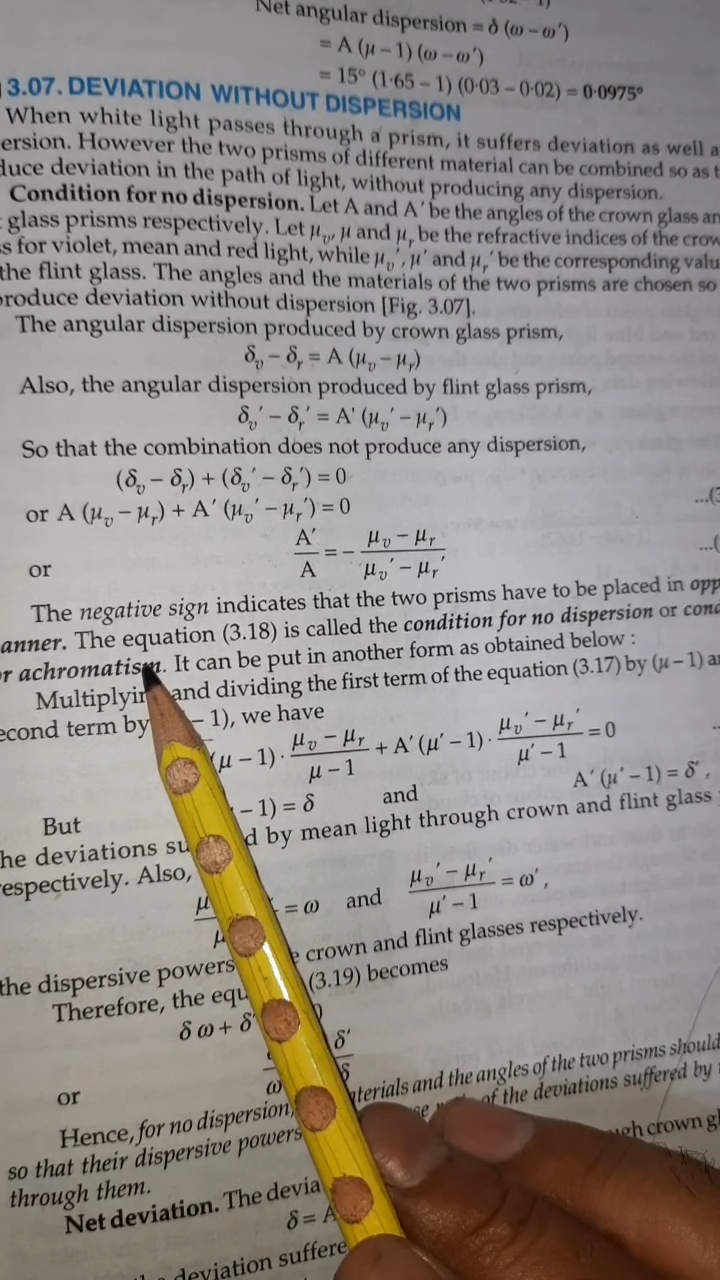 Net angular dispersion = δ (ω − ω′)
= A (μ − 1) (ω − ω′)
= 15° (1·65 − 1) (0·03 − 0·02) = 0·0975°
3.07. DEVIATION WITHOUT DISPERSION
When white light passes through a prism, it suffers deviation as well a
ersion. However the two prisms of different material can be combined so as t
duce deviation in the path of light, without producing any dispersion.
Condition for no dispersion. Let A and A′ be the angles of the crown glass an
glass prisms respectively. Let μᵥ, μ and μᵣ be the refractive indices of the crow
s for violet, mean and red light, while μᵥ′, μ′ and μᵣ′ be the corresponding valu
the flint glass. The angles and the materials of the two prisms are chosen so
produce deviation without dispersion [Fig. 3.07].
The angular dispersion produced by crown glass prism,
δᵥ − δᵣ = A (μᵥ − μᵣ)
Also, the angular dispersion produced by flint glass prism,
δᵥ′ − δᵣ′ = A′ (μᵥ′ − μᵣ′)
So that the combination does not produce any dispersion,
(δᵥ − δᵣ) + (δᵥ′ − δᵣ′) = 0
or A (μᵥ − μᵣ) + A′ (μᵥ′ − μᵣ′) = 0 ...(3
or A′/A = − (μᵥ − μᵣ)/(μᵥ′ − μᵣ′) ...(
The negative sign indicates that the two prisms have to be placed in opp
anner. The equation (3.18) is called the condition for no dispersion or cond
r achromatism. It can be put in another form as obtained below :
Multiplyin and dividing the first term of the equation (3.17) by (μ − 1) a
econd term by − 1), we have
(μ − 1) · (μᵥ − μᵣ)/(μ − 1) + A′ (μ′ − 1) · (μᵥ′ − μᵣ′)/(μ′ − 1) = 0
But − 1) = δ and A′ (μ′ − 1) = δ′,
he deviations su d by mean light through crown and flint glass
respectively. Also,
μ = ω and (μᵥ′ − μᵣ′)/(μ′ − 1) = ω′,
the dispersive powers crown and flint glasses respectively.
Therefore, the equ (3.19) becomes
δ ω + δ′
or ω δ′/δ
Hence, for no dispersion, terials and the angles of the two prisms should
so that their dispersive powers of the deviations suffered by
through them.
Net deviation. The devia gh crown gl
δ = A
deviation suffere